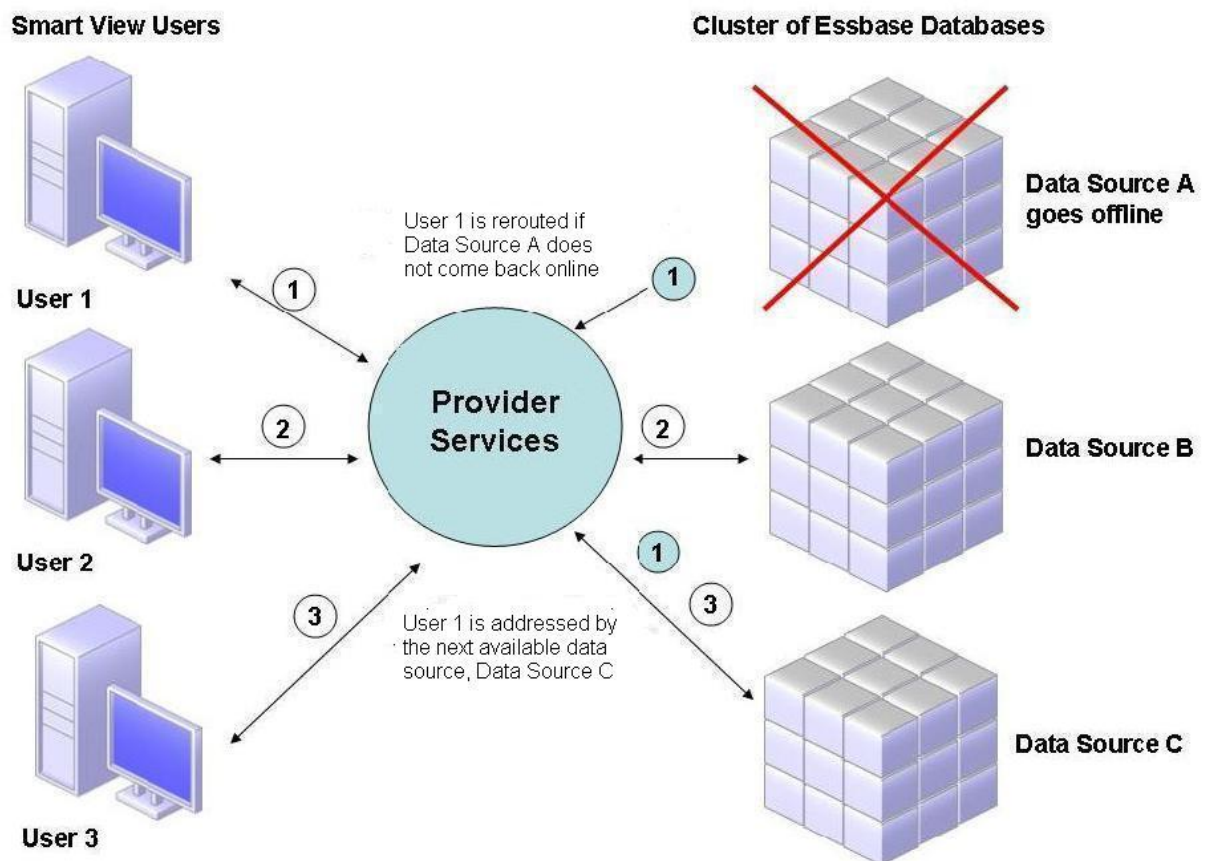 Smart View Users
Cluster of Essbase Databases
Data Source A
goes offline
User 1 is rerouted if
Data Source A does
not come back online
1
1
User 1
Provider
Services
2
2
Data Source B
User 2
1
3
3
User 1 is addressed by
the next available data
source, Data Source C
Data Source C
User 3